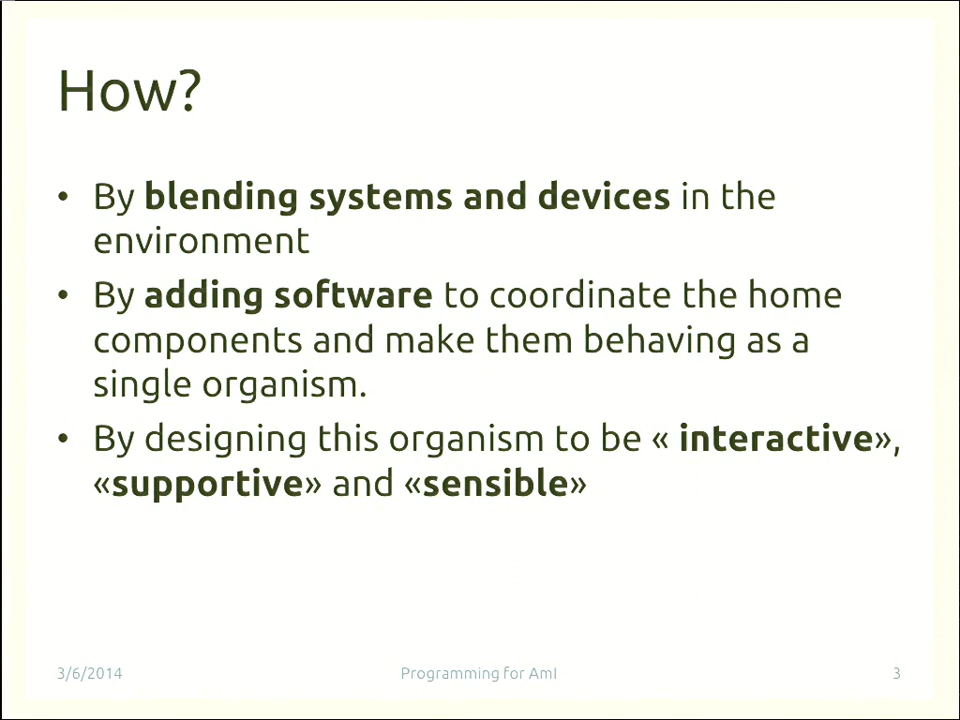 How?
• By blending systems and devices in the
environment
• By adding software to coordinate the home
components and make them behaving as a
single organism.
• By designing this organism to be « interactive»,
«supportive» and «sensible»
3/6/2014
Programming for AmI
3